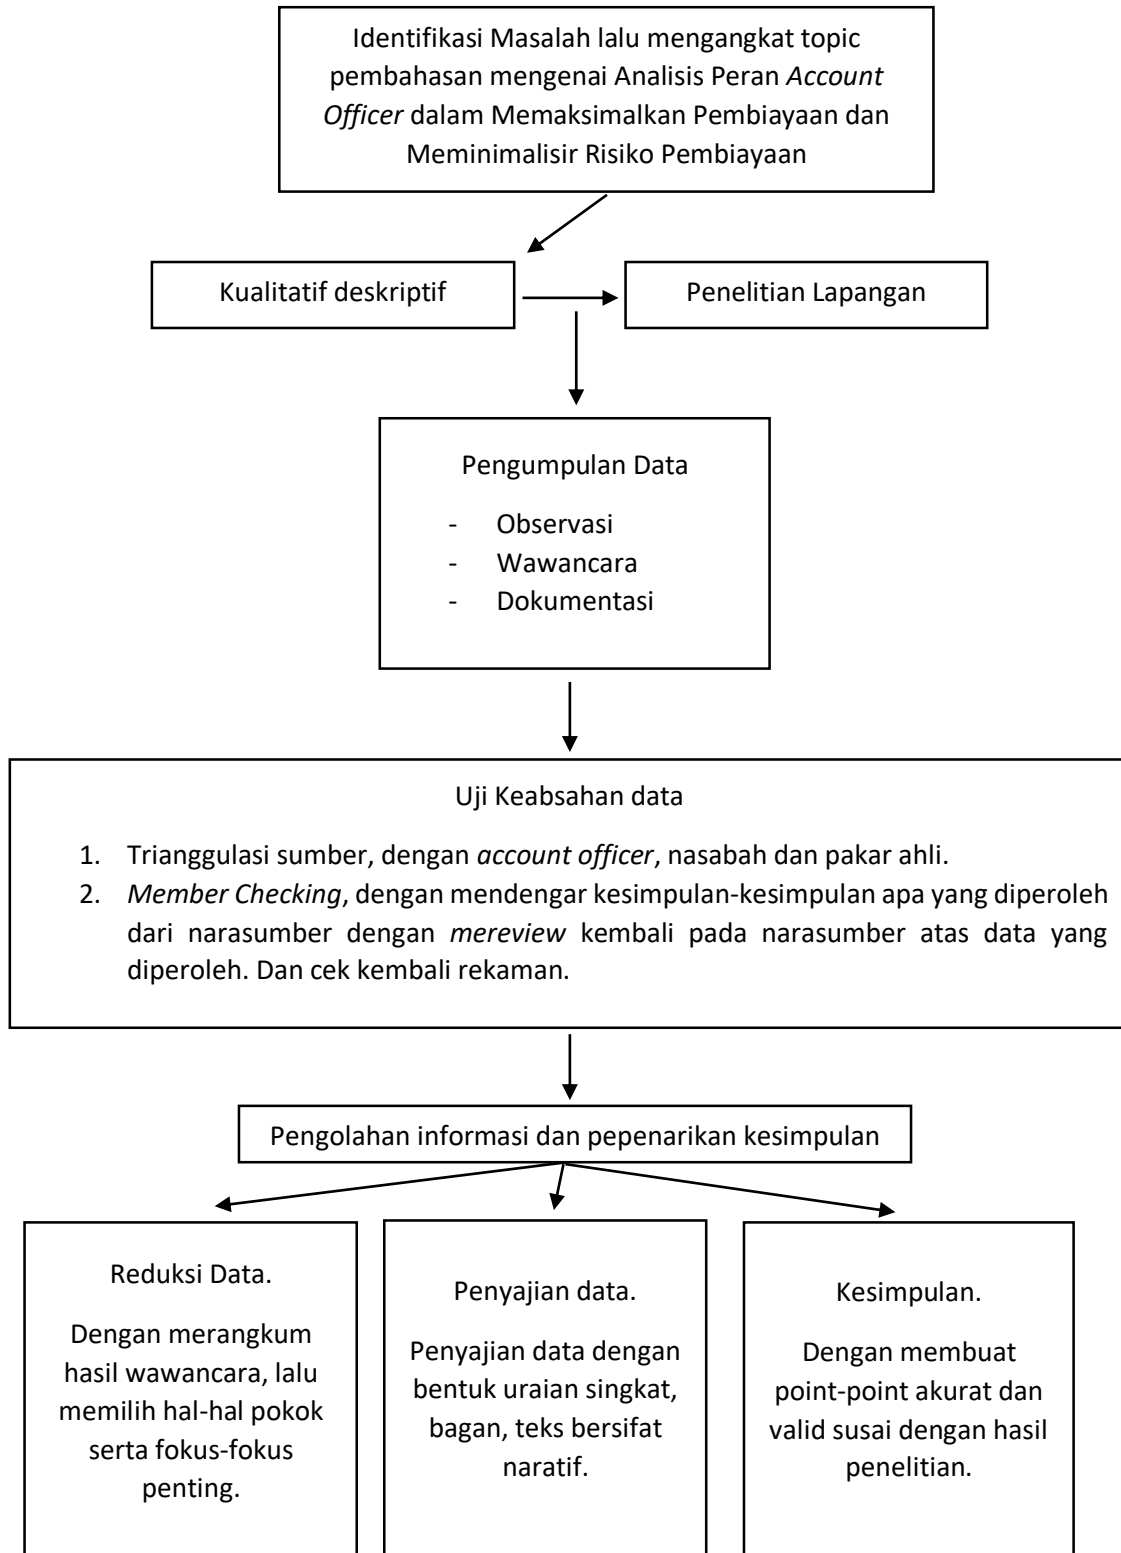 Identifikasi Masalah lalu mengangkat topic
pembahasan mengenai Analisis Peran Account
Officer dalam Memaksimalkan Pembiayaan dan
Meminimalisir Risiko Pembiayaan
Kualitatif deskriptif
Penelitian Lapangan
Pengumpulan Data
- Observasi
- Wawancara
- Dokumentasi
Uji Keabsahan data
1. Trianggulasi sumber, dengan account officer, nasabah dan pakar ahli.
2. Member Checking, dengan mendengar kesimpulan-kesimpulan apa yang diperoleh
dari narasumber dengan mereview kembali pada narasumber atas data yang
diperoleh. Dan cek kembali rekaman.
Pengolahan informasi dan pepenarikan kesimpulan
Reduksi Data.
Dengan merangkum
hasil wawancara, lalu
memilih hal-hal pokok
serta fokus-fokus
penting.
Penyajian data.
Penyajian data dengan
bentuk uraian singkat,
bagan, teks bersifat
naratif.
Kesimpulan.
Dengan membuat
point-point akurat dan
valid susai dengan hasil
penelitian.